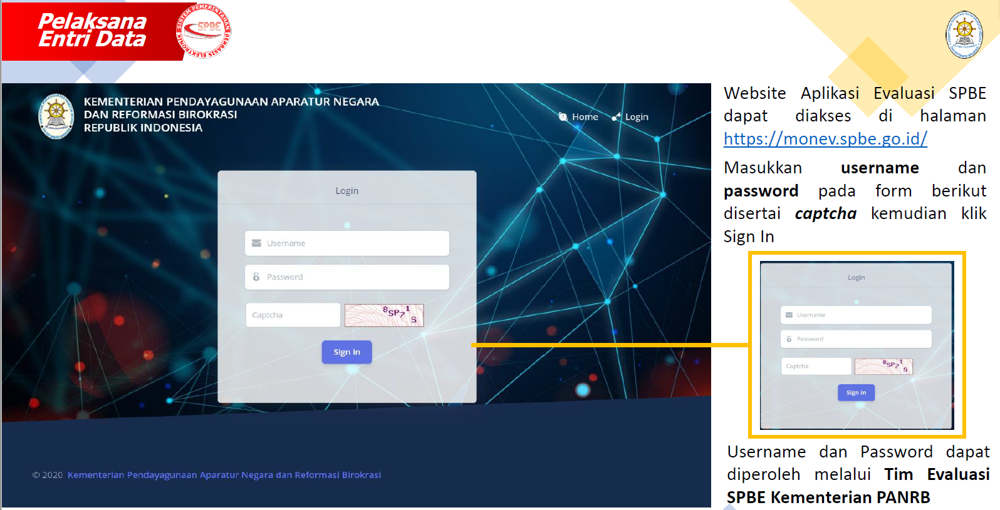 Pelaksana
Entri Data
SISTEM PEMERINTAHAN
BERBASIS ELEKTRONIK
SPBE
KEMENTERIAN PENDAYAGUNAAN APARATUR NEGARA
DAN REFORMASI BIROKRASI
REPUBLIK INDONESIA
Home
Login
Login
Username
Password
Captcha
8SP71S
Sign in
© 2020 Kementerian Pendayagunaan Aparatur Negara dan Reformasi Birokrasi
Website Aplikasi Evaluasi SPBE
dapat diakses di halaman
https://monev.spbe.go.id/
Masukkan username dan
password pada form berikut
disertai captcha kemudian klik
Sign In
Login
Username
Password
Captcha
8SP71S
Sign in
Username dan Password dapat
diperoleh melalui Tim Evaluasi
SPBE Kementerian PANRB